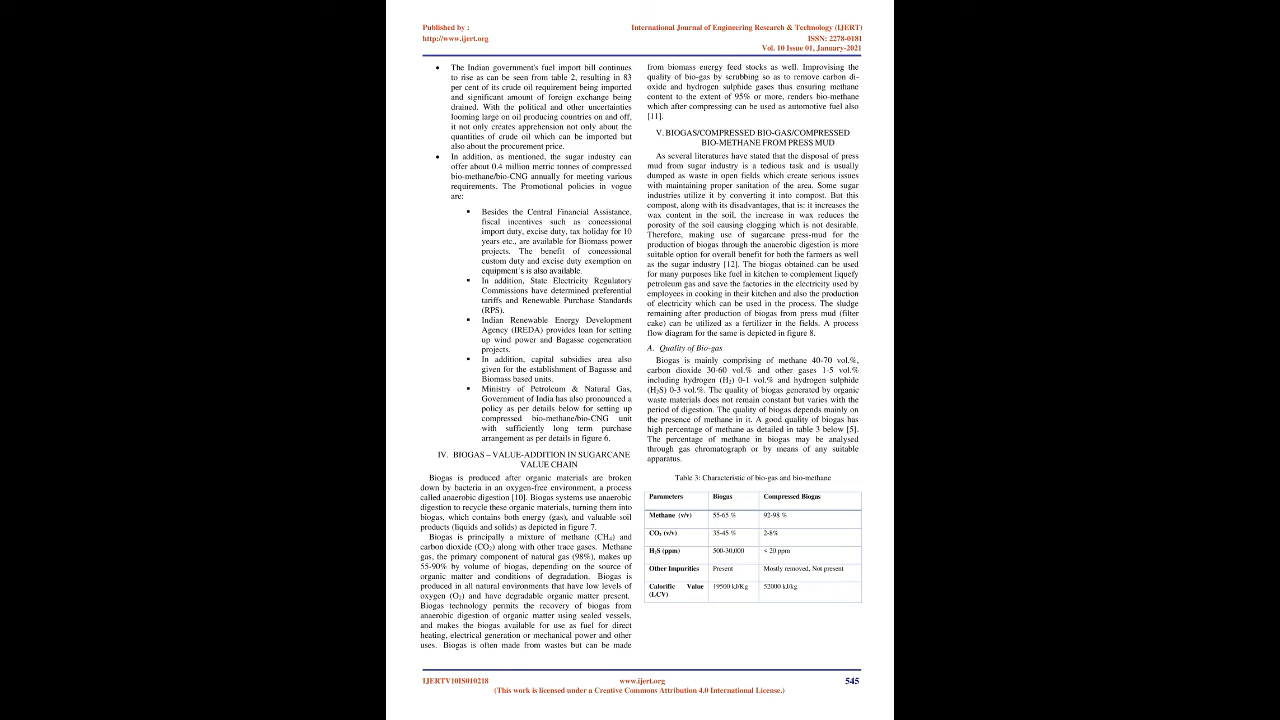 Published by :
http://www.ijert.org
International Journal of Engineering Research & Technology (IJERT)
ISSN: 2278-0181
Vol. 10 Issue 01, January-2021
• The Indian government's fuel import bill continues
to rise as can be seen from table 2, resulting in 83
per cent of its crude oil requirement being imported
and significant amount of foreign exchange being
drained. With the political and other uncertainties
looming large on oil producing countries on and off,
it not only creates apprehension not only about the
quantities of crude oil which can be imported but
also about the procurement price.
• In addition, as mentioned, the sugar industry can
offer about 0.4 million metric tonnes of compressed
bio-methane/bio-CNG annually for meeting various
requirements. The Promotional policies in vogue
are:
▪ Besides the Central Financial Assistance,
fiscal incentives such as concessional
import duty, excise duty, tax holiday for 10
years etc., are available for Biomass power
projects. The benefit of concessional
custom duty and excise duty exemption on
equipment's is also available.
▪ In addition, State Electricity Regulatory
Commissions have determined preferential
tariffs and Renewable Purchase Standards
(RPS).
▪ Indian Renewable Energy Development
Agency (IREDA) provides loan for setting
up wind power and Bagasse cogeneration
projects.
▪ In addition, capital subsidies area also
given for the establishment of Bagasse and
Biomass based units.
▪ Ministry of Petroleum & Natural Gas,
Government of India has also pronounced a
policy as per details below for setting up
compressed bio-methane/bio-CNG unit
with sufficiently long term purchase
arrangement as per details in figure 6.
IV. BIOGAS – VALUE-ADDITION IN SUGARCANE
VALUE CHAIN
Biogas is produced after organic materials are broken
down by bacteria in an oxygen-free environment, a process
called anaerobic digestion [10]. Biogas systems use anaerobic
digestion to recycle these organic materials, turning them into
biogas, which contains both energy (gas), and valuable soil
products (liquids and solids) as depicted in figure 7.
Biogas is principally a mixture of methane (CH₄) and
carbon dioxide (CO₂) along with other trace gases. Methane
gas, the primary component of natural gas (98%), makes up
55-90% by volume of biogas, depending on the source of
organic matter and conditions of degradation. Biogas is
produced in all natural environments that have low levels of
oxygen (O₂) and have degradable organic matter present.
Biogas technology permits the recovery of biogas from
anaerobic digestion of organic matter using sealed vessels,
and makes the biogas available for use as fuel for direct
heating, electrical generation or mechanical power and other
uses. Biogas is often made from wastes but can be made
from biomass energy feed stocks as well. Improvising the
quality of bio-gas by scrubbing so as to remove carbon di-
oxide and hydrogen sulphide gases thus ensuring methane
content to the extent of 95% or more, renders bio-methane
which after compressing can be used as automotive fuel also
[11].
V. BIOGAS/COMPRESSED BIO-GAS/COMPRESSED
BIO-METHANE FROM PRESS MUD
As several literatures have stated that the disposal of press
mud from sugar industry is a tedious task and is usually
dumped as waste in open fields which create serious issues
with maintaining proper sanitation of the area. Some sugar
industries utilize it by converting it into compost. But this
compost, along with its disadvantages, that is: it increases the
wax content in the soil, the increase in wax reduces the
porosity of the soil causing clogging which is not desirable.
Therefore, making use of sugarcane press-mud for the
production of biogas through the anaerobic digestion is more
suitable option for overall benefit for both the farmers as well
as the sugar industry [12]. The biogas obtained can be used
for many purposes like fuel in kitchen to complement liquefy
petroleum gas and save the factories in the electricity used by
employees in cooking in their kitchen and also the production
of electricity which can be used in the process. The sludge
remaining after production of biogas from press mud (filter
cake) can be utilized as a fertilizer in the fields. A process
flow diagram for the same is depicted in figure 8.
A. Quality of Bio-gas
Biogas is mainly comprising of methane 40-70 vol.%,
carbon dioxide 30-60 vol.% and other gases 1-5 vol.%
including hydrogen (H₂) 0-1 vol.% and hydrogen sulphide
(H₂S) 0-3 vol.%. The quality of biogas generated by organic
waste materials does not remain constant but varies with the
period of digestion. The quality of biogas depends mainly on
the presence of methane in it. A good quality of biogas has
high percentage of methane as detailed in table 3 below [5].
The percentage of methane in biogas may be analysed
through gas chromatograph or by means of any suitable
apparatus.
Table 3: Characteristic of bio-gas and bio-methane
Parameters Biogas Compressed Biogas
Methane (v/v) 55-65 % 92-98 %
CO₂ (v/v) 35-45 % 2-8%
H₂S (ppm) 500-30,000 < 20 ppm
Other Impurities Present Mostly removed, Not present
Calorific Value 19500 kJ/Kg 52000 kJ/kg
(LCV)
IJERTV10IS010218
www.ijert.org
545
(This work is licensed under a Creative Commons Attribution 4.0 International License.)